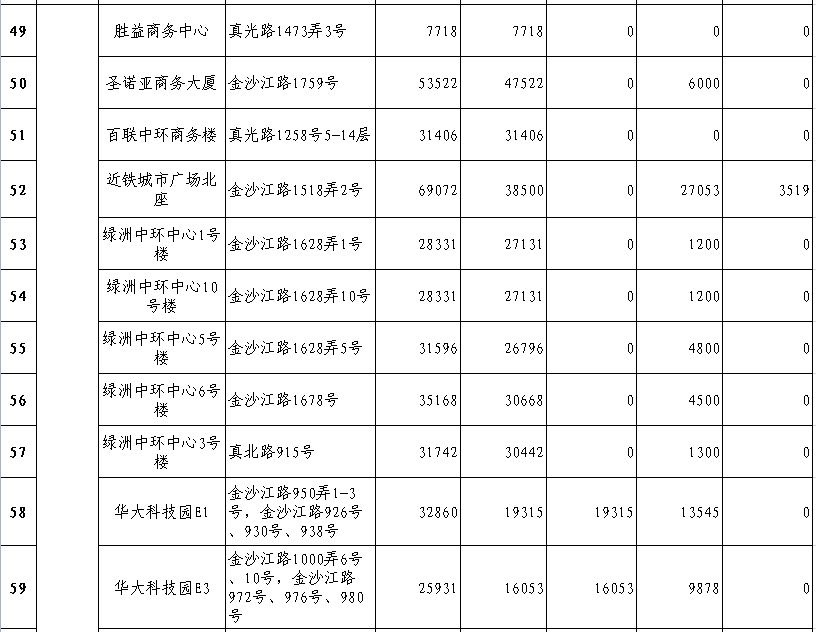 49 胜益商务中心 真光路1473弄3号 7718 7718 0 0 0
50 圣诺亚商务大厦 金沙江路1759号 53522 47522 0 6000 0
51 百联中环商务楼 真光路1258号5-14层 31406 31406 0 0 0
52 近铁城市广场北
座 金沙江路1518弄2号 69072 38500 0 27053 3519
53 绿洲中环中心1号
楼 金沙江路1628弄1号 28331 27131 0 1200 0
54 绿洲中环中心10
号楼 金沙江路1628弄10号 28331 27131 0 1200 0
55 绿洲中环中心5号
楼 金沙江路1628弄5号 31596 26796 0 4800 0
56 绿洲中环中心6号
楼 金沙江路1678号 35168 30668 0 4500 0
57 绿洲中环中心3号
楼 真北路915号 31742 30442 0 1300 0
58 华大科技园E1 金沙江路950弄1-3
号，金沙江路926号
、930号、938号 32860 19315 19315 13545 0
59 华大科技园E3 金沙江路1000弄6号
、10号，金沙江路
972号、976号、980
号 25931 16053 16053 9878 0